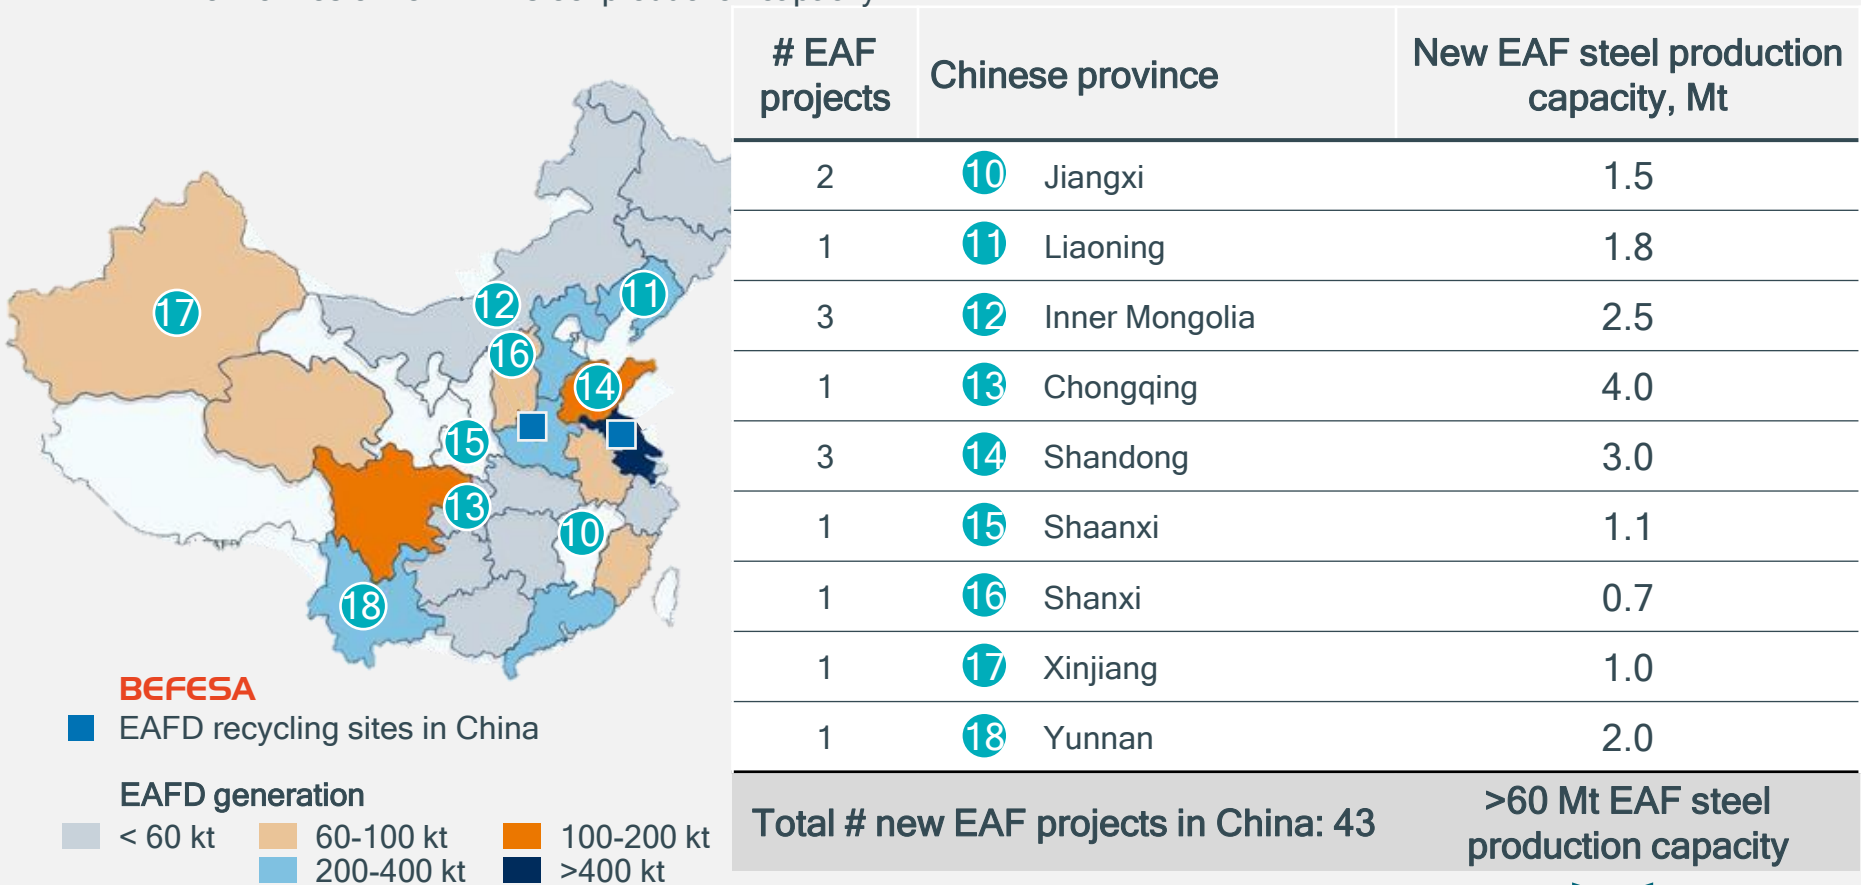 # EAF projects
Chinese province
New EAF steel production capacity, Mt
2 10 Jiangxi 1.5
1 11 Liaoning 1.8
3 12 Inner Mongolia 2.5
1 13 Chongqing 4.0
3 14 Shandong 3.0
1 15 Shaanxi 1.1
1 16 Shanxi 0.7
1 17 Xinjiang 1.0
1 18 Yunnan 2.0
Total # new EAF projects in China: 43
>60 Mt EAF steel
production capacity
17
12
11
16
14
15
13
10
18
BEFESA
EAFD recycling sites in China
EAFD generation
< 60 kt
60-100 kt
100-200 kt
200-400 kt
>400 kt